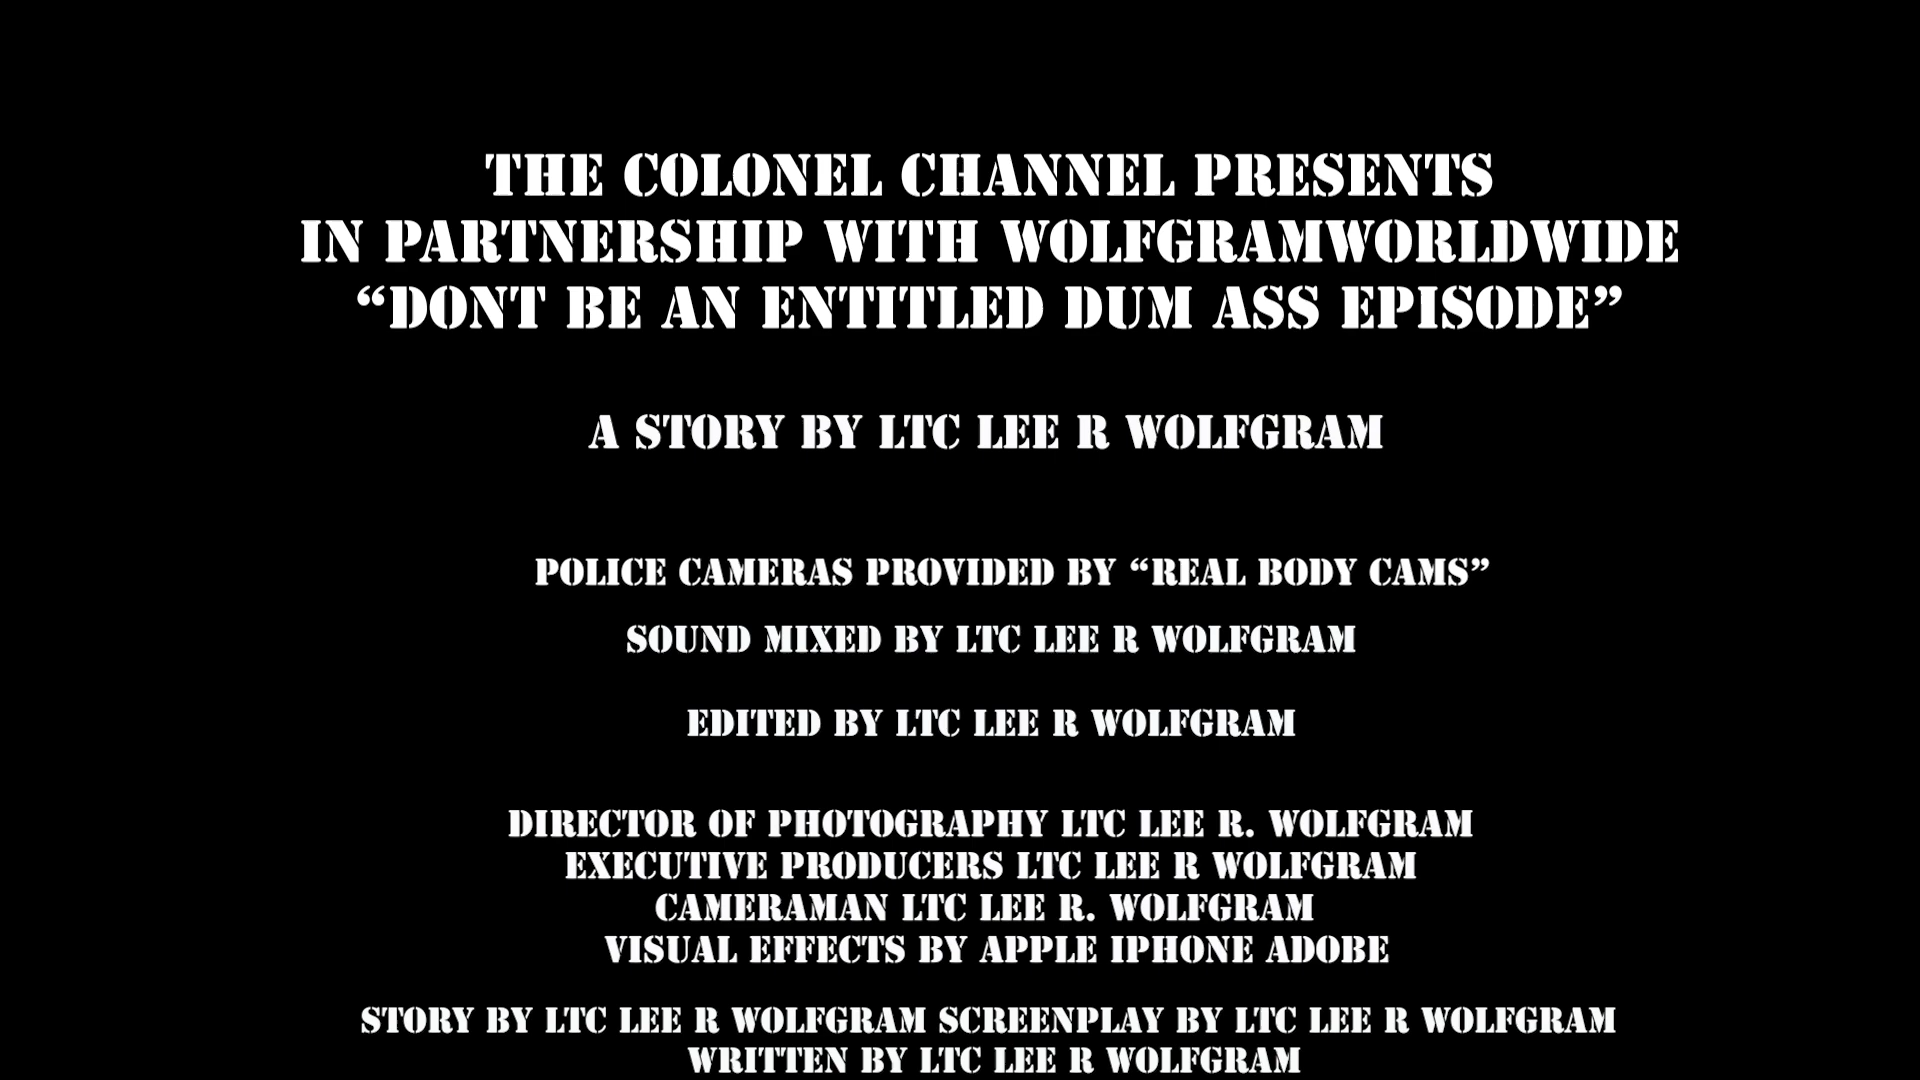 THE COLONEL CHANNEL PRESENTS
IN PARTNERSHIP WITH WOLFGRAMWORLDWIDE
“DONT BE AN ENTITLED DUM ASS EPISODE”
A STORY BY LTC LEE R WOLFGRAM
POLICE CAMERAS PROVIDED BY “REAL BODY CAMS”
SOUND MIXED BY LTC LEE R WOLFGRAM
EDITED BY LTC LEE R WOLFGRAM
DIRECTOR OF PHOTOGRAPHY LTC LEE R. WOLFGRAM
EXECUTIVE PRODUCERS LTC LEE R WOLFGRAM
CAMERAMAN LTC LEE R. WOLFGRAM
VISUAL EFFECTS BY APPLE IPHONE ADOBE
STORY BY LTC LEE R WOLFGRAM SCREENPLAY BY LTC LEE R WOLFGRAM
WRITTEN BY LTC LEE R WOLFGRAM